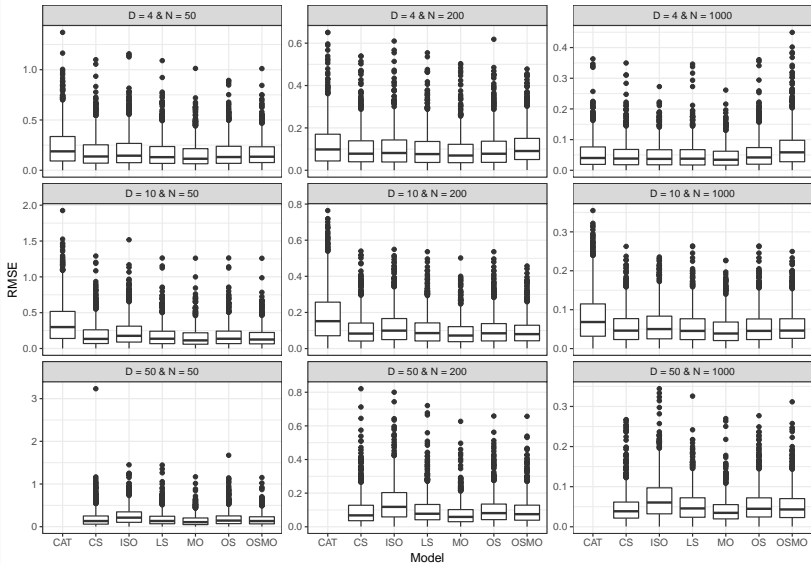 D = 4 & N = 50
D = 4 & N = 200
D = 4 & N = 1000
1.0
0.5
0.0
0.6
0.4
0.2
0.0
0.4
0.3
0.2
0.1
0.0
D = 10 & N = 50
D = 10 & N = 200
D = 10 & N = 1000
2.0
1.5
1.0
0.5
0.0
0.8
0.6
0.4
0.2
0.0
0.3
0.2
0.1
0.0
RMSE
D = 50 & N = 50
D = 50 & N = 200
D = 50 & N = 1000
3
2
1
0
0.8
0.6
0.4
0.2
0.0
0.3
0.2
0.1
0.0
CAT CS ISO LS MO OS OSMO
CAT CS ISO LS MO OS OSMO
CAT CS ISO LS MO OS OSMO
Model